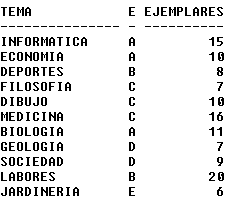 TEMA E EJEMPLARES
-------------- - ----------
INFORMATICA A 15
ECONOMIA A 10
DEPORTES B 8
FILOSOFIA C 7
DIBUJO C 10
MEDICINA C 16
BIOLOGIA A 11
GEOLOGIA D 7
SOCIEDAD D 9
LABORES B 20
JARDINERIA E 6